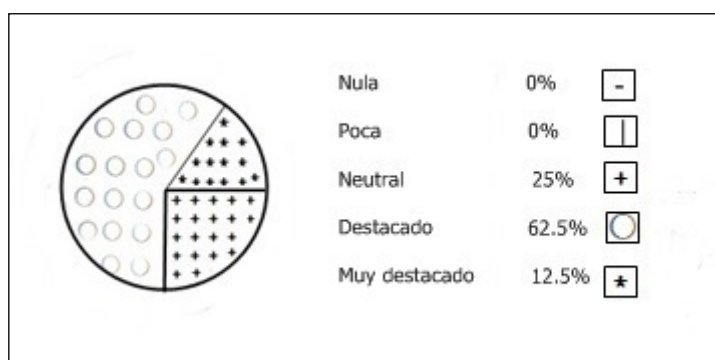 Nula 0% -
Poca 0% |
Neutral 25% +
Destacado 62.5% ○
Muy destacado 12.5% *